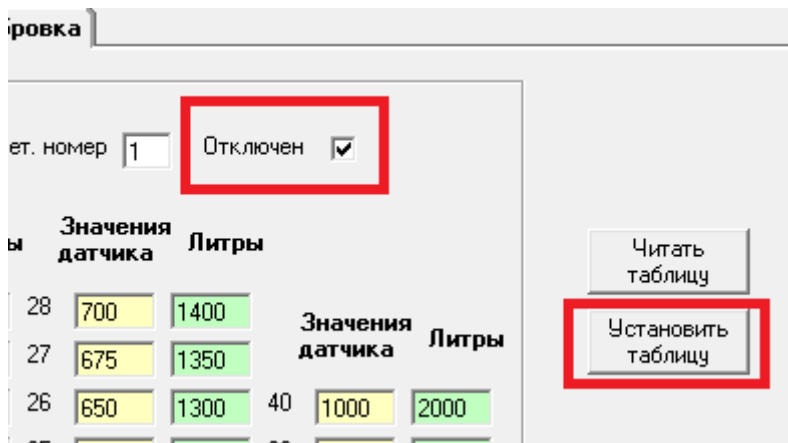 ровка
ет. номер 1 Отключен
Значения датчика Литры
28 700 1400
27 675 1350
26 650 1300
Значения датчика Литры
40 1000 2000
Читать таблицу
Установить таблицу